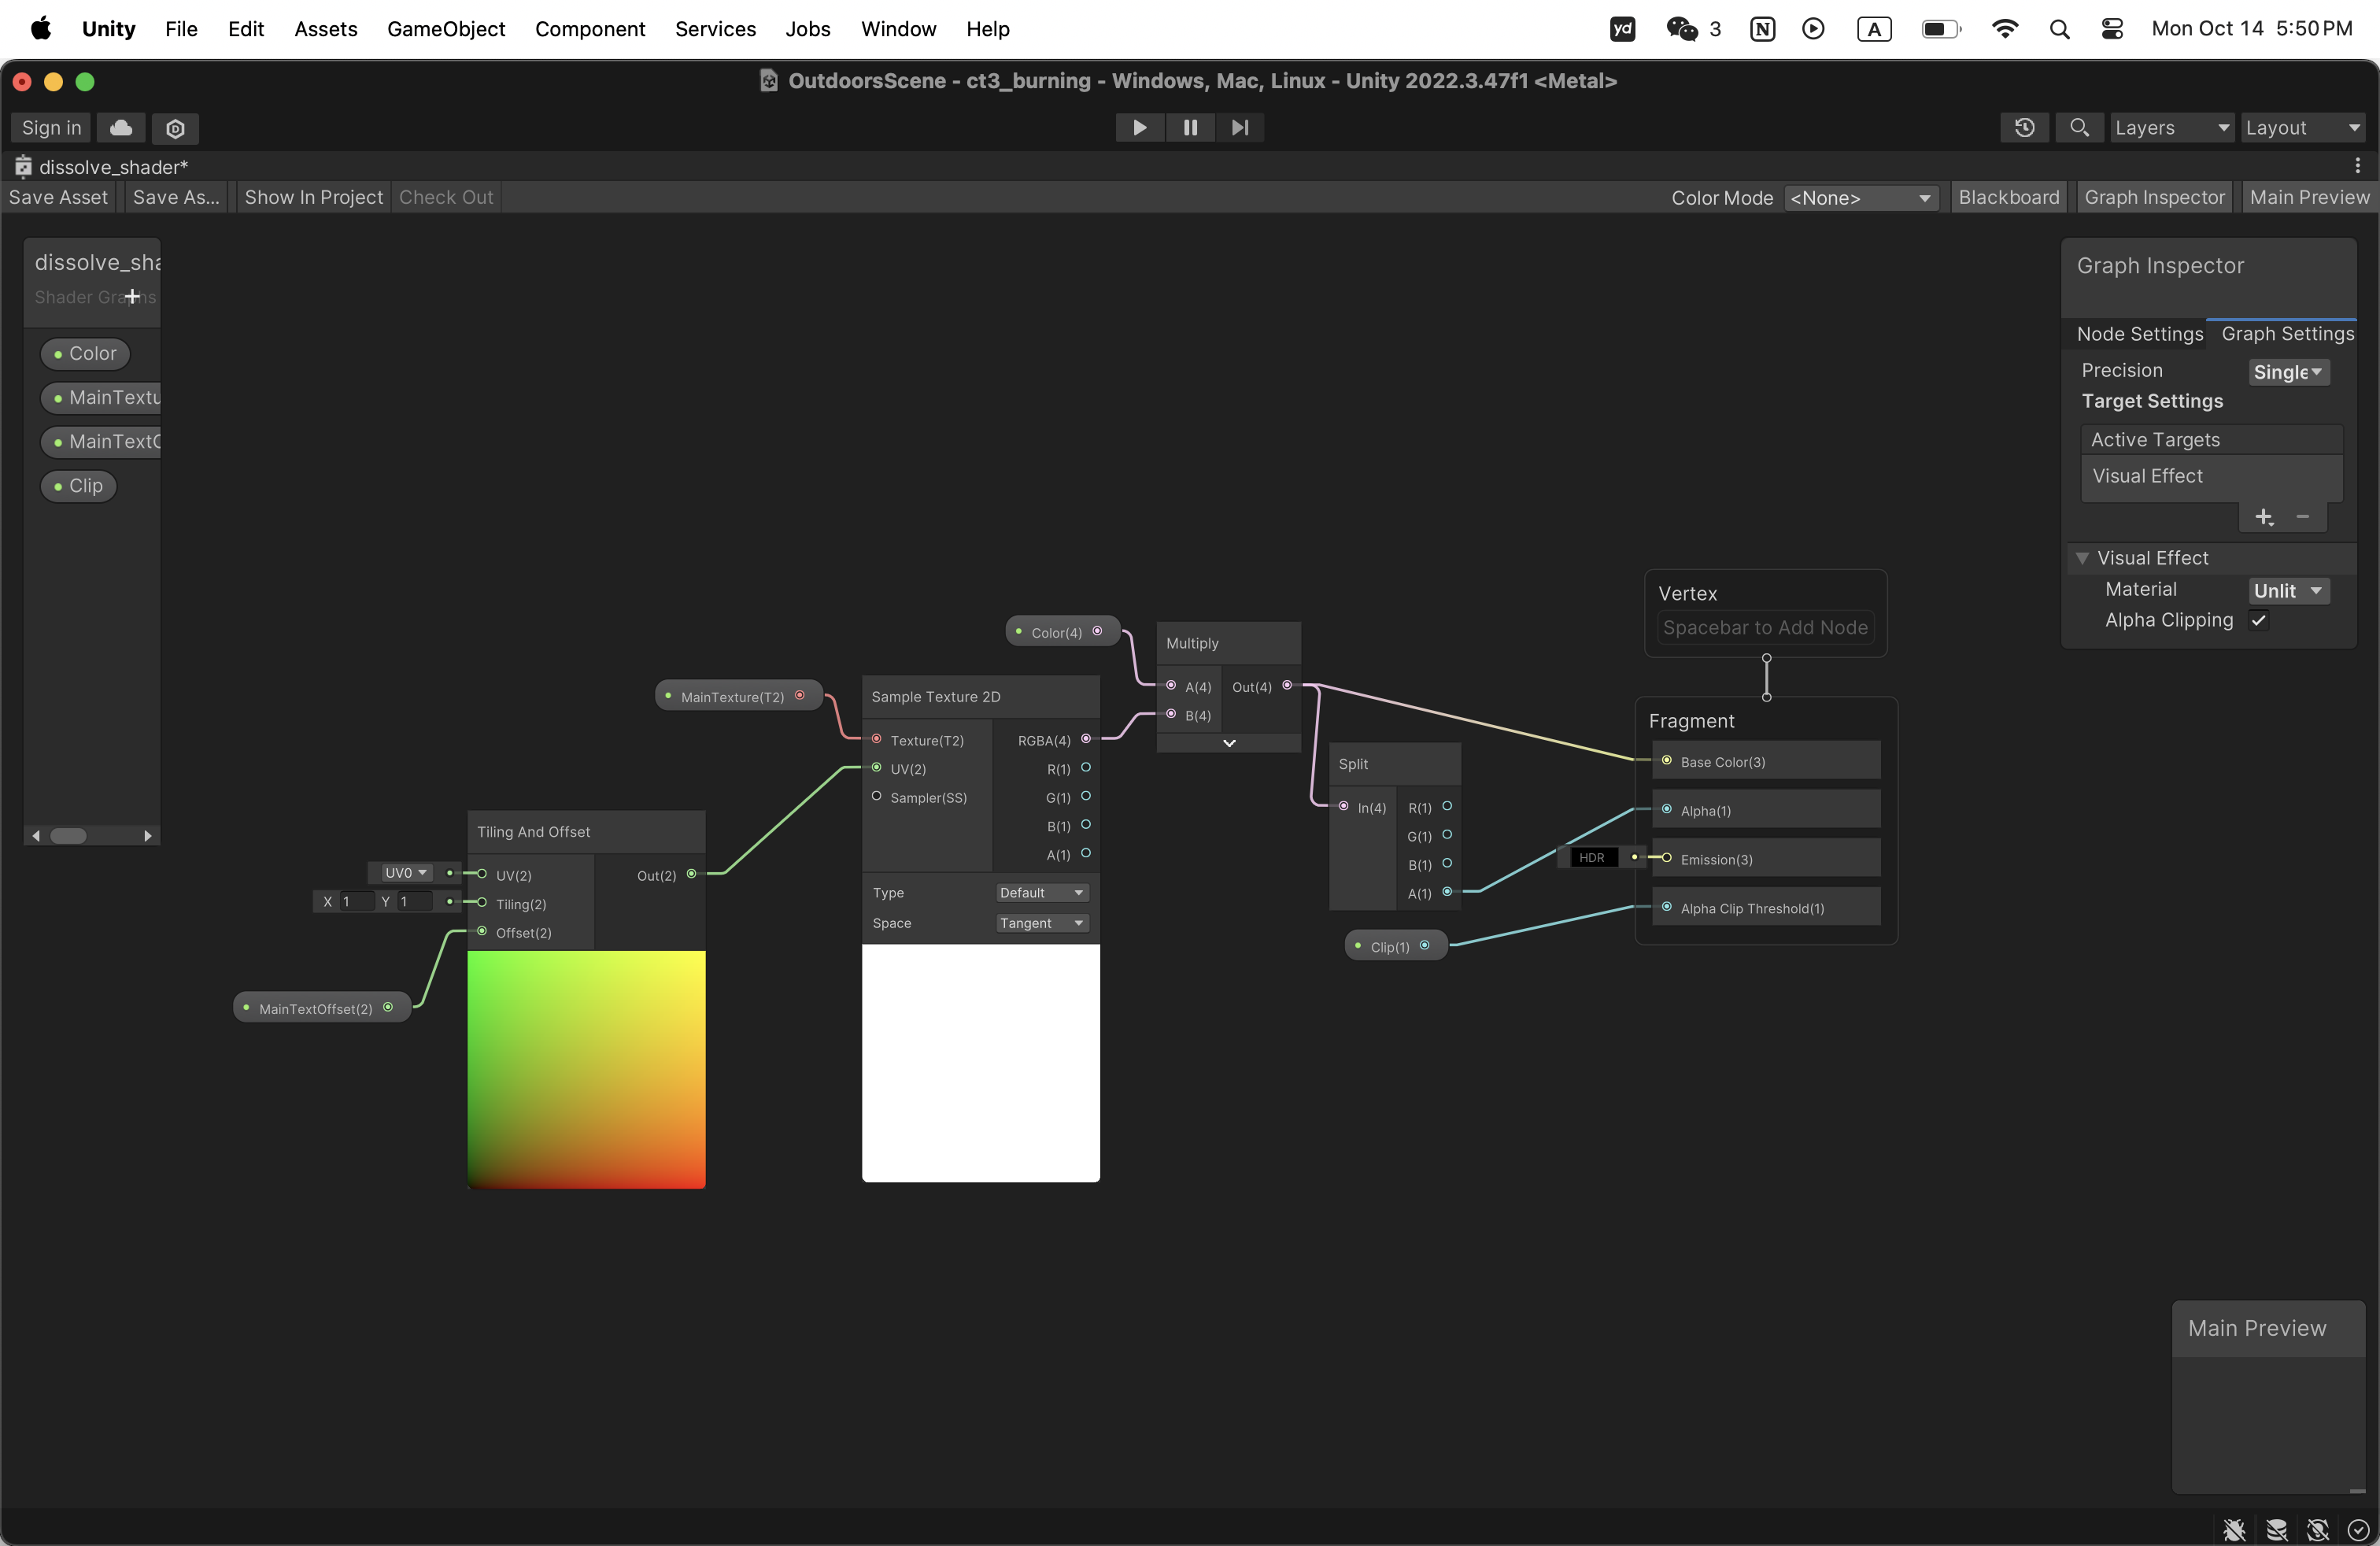 Unity File Edit Assets GameObject Component Services Jobs Window Help yd 3 N A Mon Oct 14 5:50 PM
OutdoorsScene - ct3_burning - Windows, Mac, Linux - Unity 2022.3.47f1 <Metal>
Sign in Layers Layout
dissolve_shader*
Save Asset Save As... Show In Project Check Out Color Mode <None> Blackboard Graph Inspector Main Preview
dissolve_sha
Shader Graphs
Color
MainTextu
MainText
Clip
Graph Inspector
Node Settings Graph Settings
Precision Single
Target Settings
Active Targets
Visual Effect
Visual Effect
Material Unlit
Alpha Clipping
Vertex
Spacebar to Add Node
Color(4)
Multiply
A(4) Out(4)
B(4)
MainTexture(T2)
Sample Texture 2D
Texture(T2) RGBA(4)
UV(2) R(1)
Sampler(SS) G(1)
B(1)
A(1)
Type Default
Space Tangent
Split
In(4) R(1)
G(1)
B(1)
A(1)
Fragment
Base Color(3)
Alpha(1)
HDR Emission(3)
Alpha Clip Threshold(1)
Clip(1)
Tiling And Offset
UV0 UV(2) Out(2)
X 1 Y 1 Tiling(2)
Offset(2)
MainTextOffset(2)
Main Preview